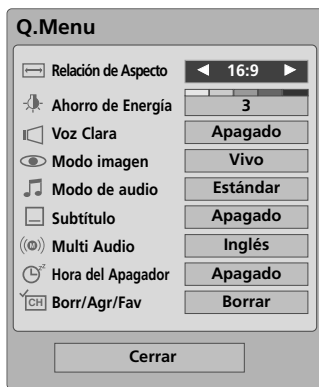 Q.Menu
Relación de Aspecto ◄ 16:9 ►
Ahorro de Energía 3
Voz Clara Apagado
Modo imagen Vivo
Modo de audio Estándar
Subtítulo Apagado
Multi Audio Inglés
Hora del Apagador Apagado
CH Borr/Agr/Fav Borrar
Cerrar